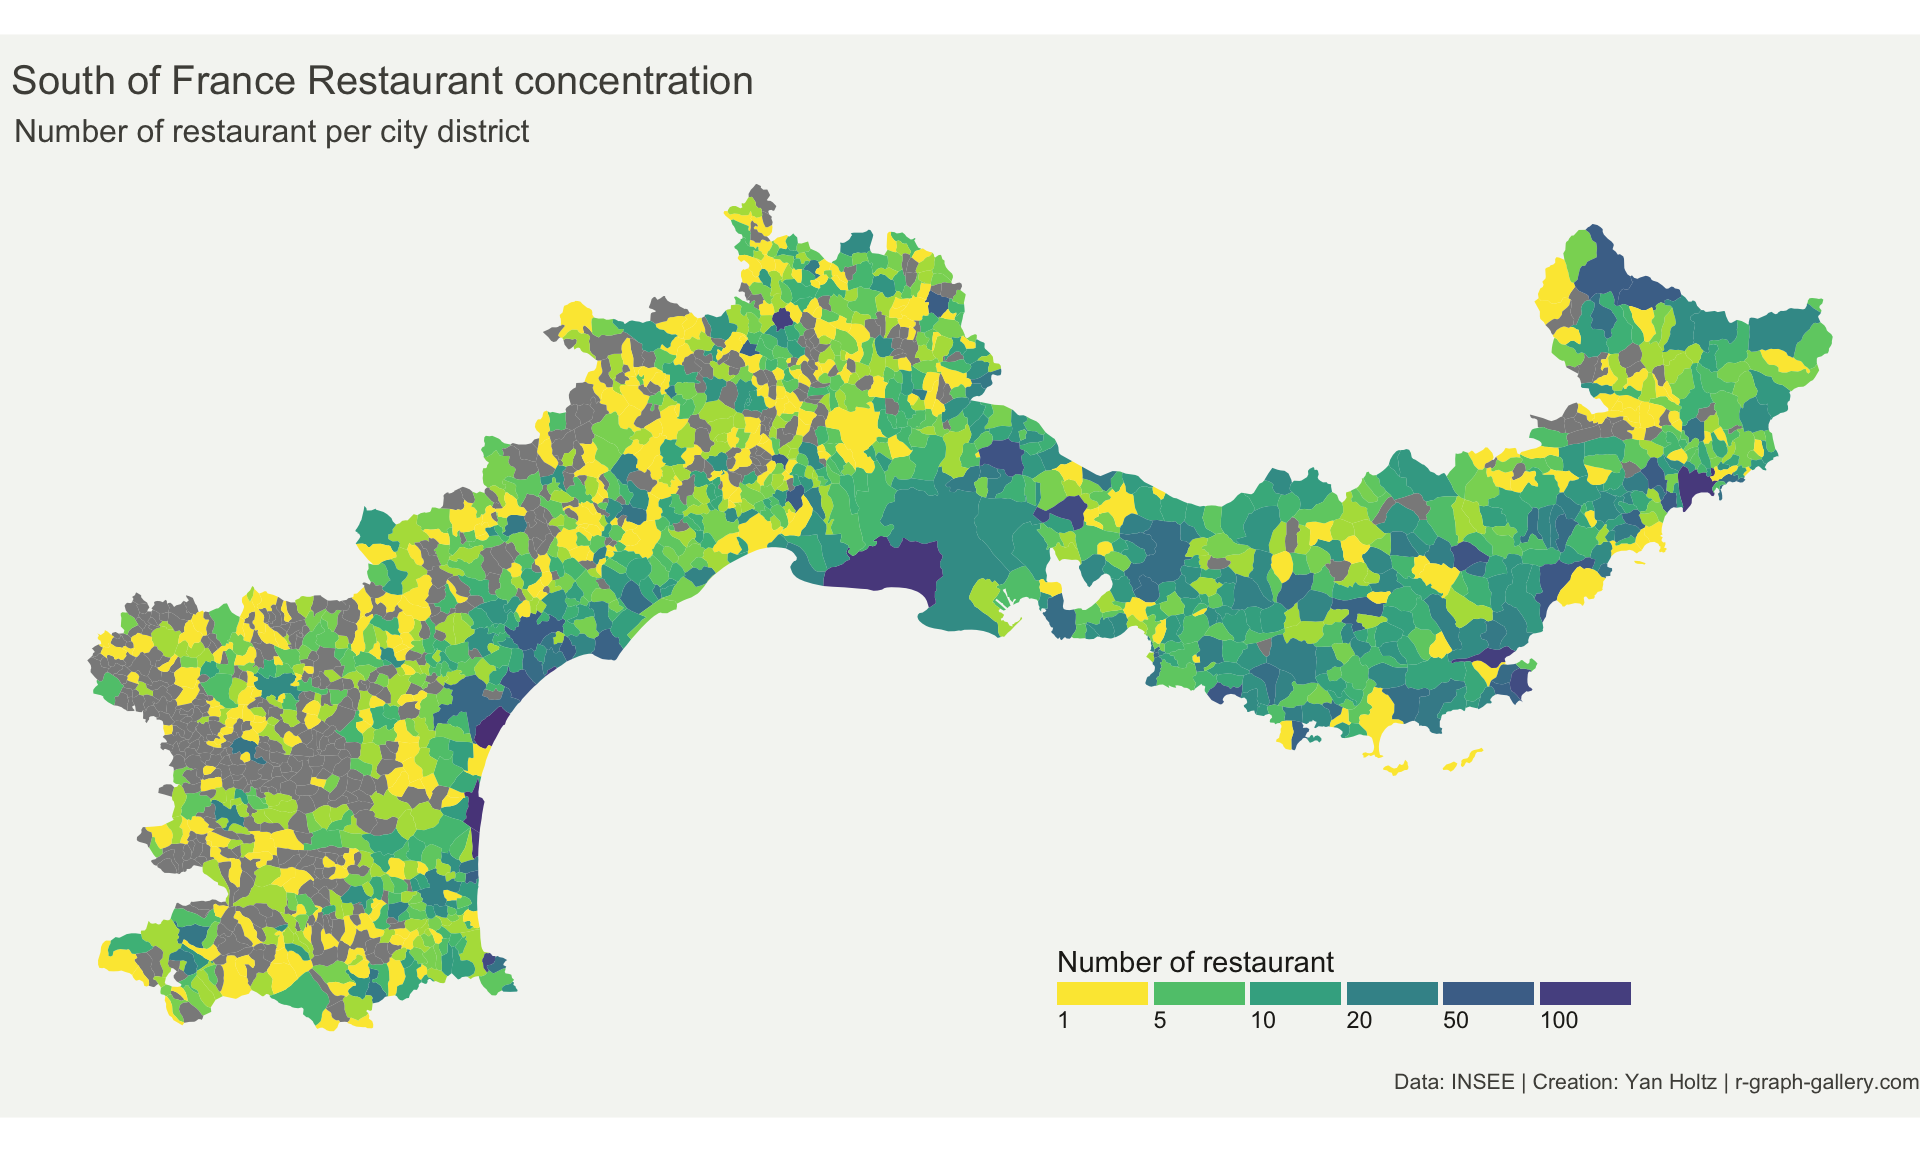 South of France Restaurant concentration
Number of restaurant per city district
Number of restaurant
1 5 10 20 50 100
Data: INSEE | Creation: Yan Holtz | r-graph-gallery.com